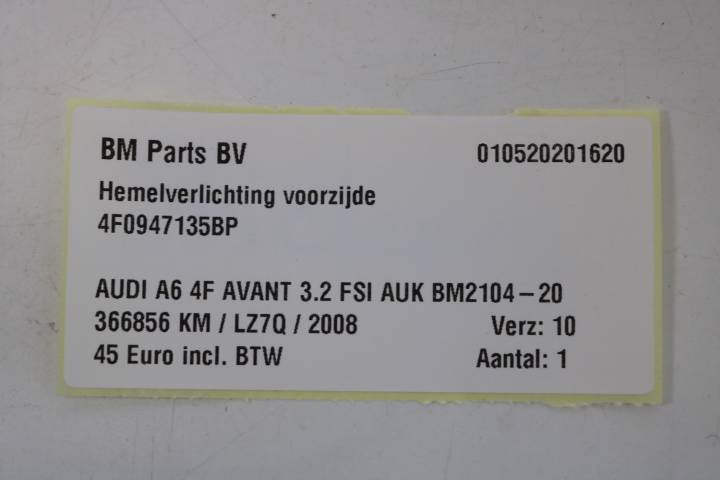 BM Parts BV 010520201620
Hemelverlichting voorzijde
4F0947135BP
AUDI A6 4F AVANT 3.2 FSI AUK BM2104-20
366856 KM / LZ7Q / 2008 Verz: 10
45 Euro incl. BTW Aantal: 1